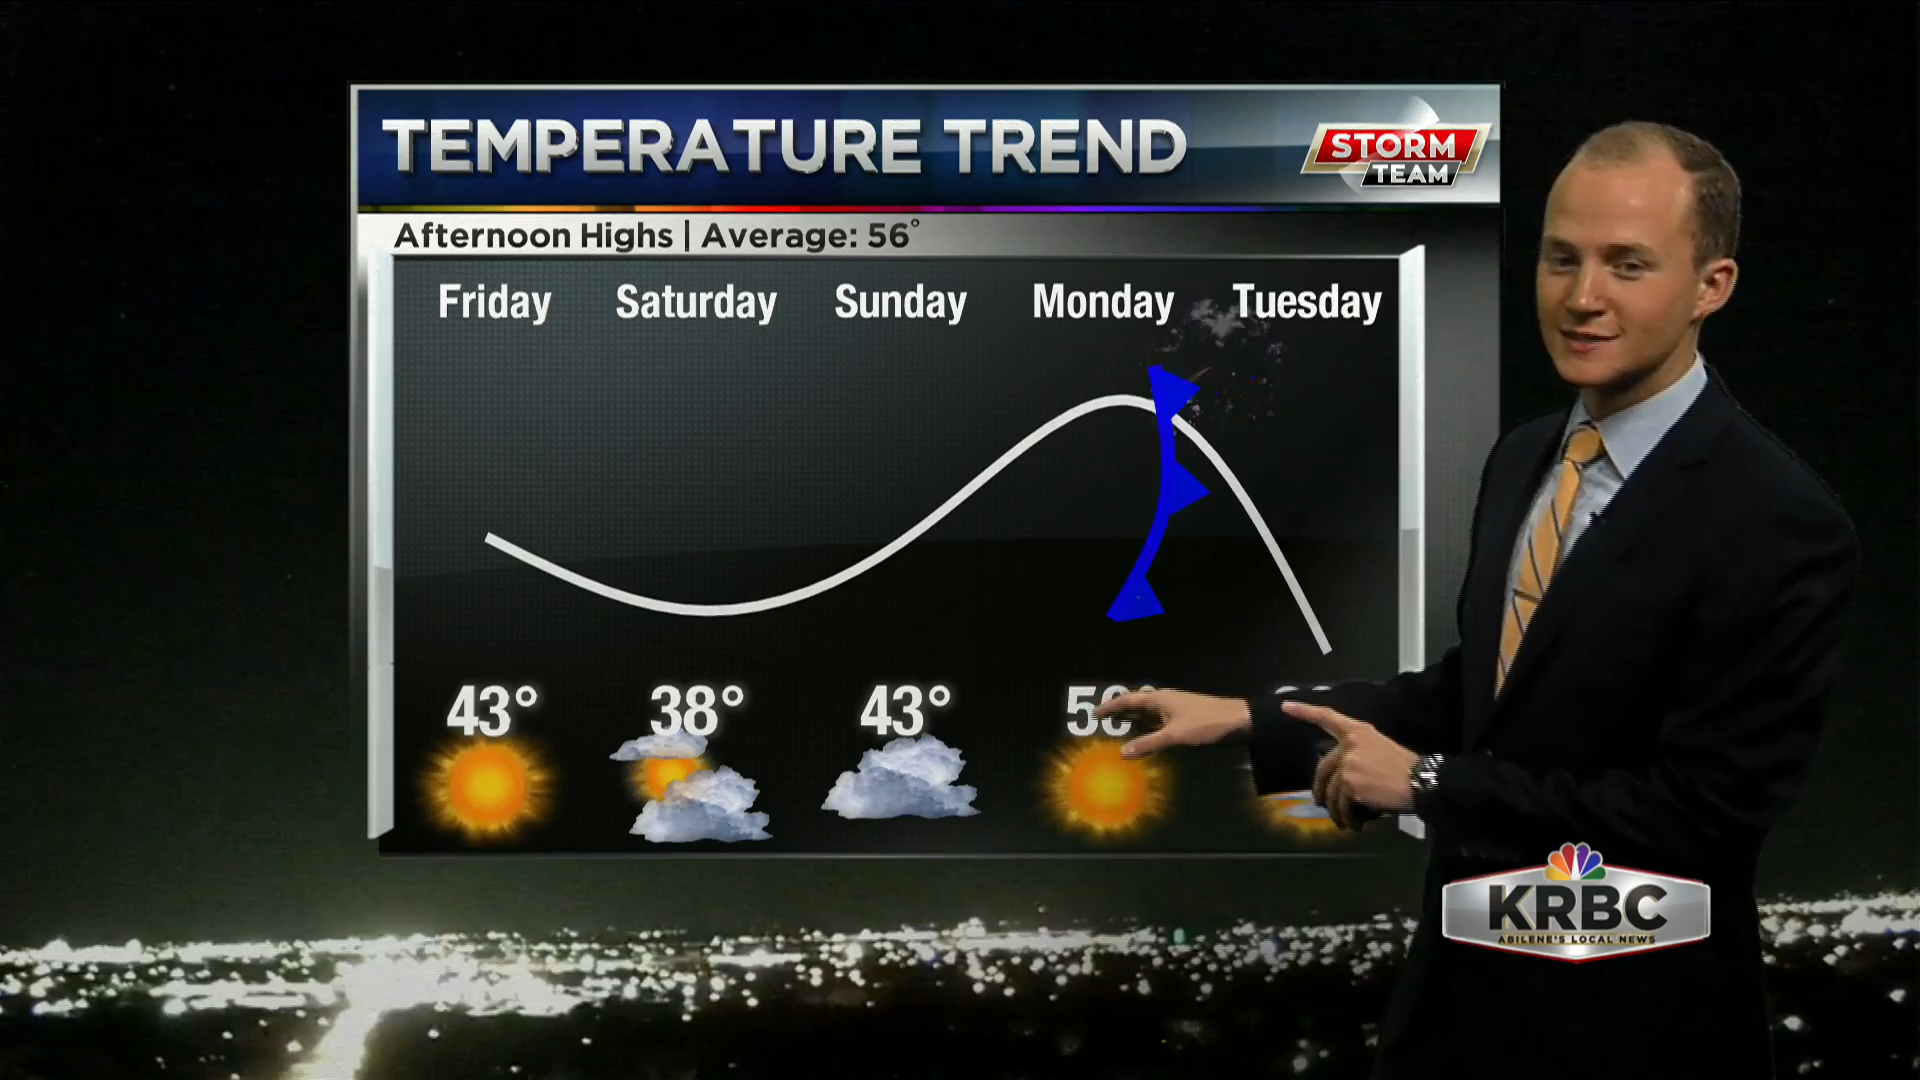 TEMPERATURE TREND
STORM
TEAM
Afternoon Highs | Average: 56°
Friday Saturday Sunday Monday Tuesday
43° 38° 43°
KRBC
ABILENE'S LOCAL NEWS